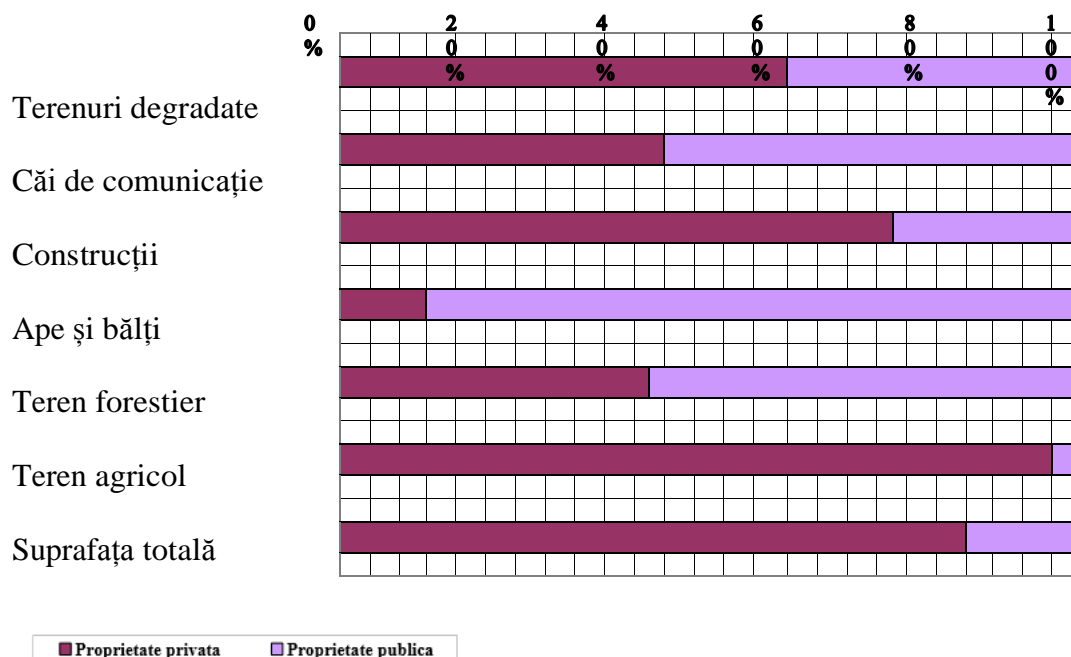 0% 20% 40% 60% 80% 100%
Terenuri degradate
Căi de comunicație
Construcții
Ape și bălți
Teren forestier
Teren agricol
Suprafața totală
Proprietate privata Proprietate publica